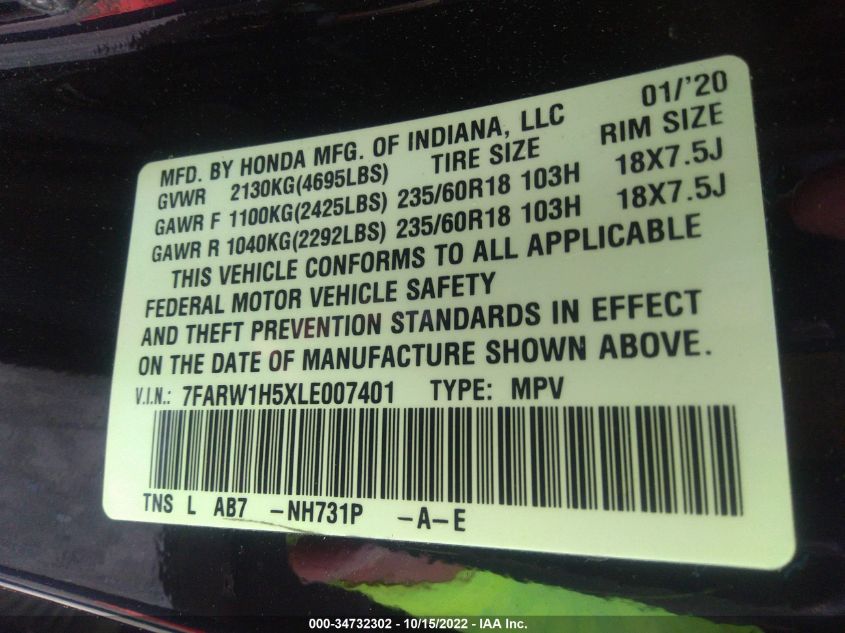 01/'20
MFD. BY HONDA MFG. OF INDIANA, LLC
GVWR 2130KG(4695LBS) TIRE SIZE RIM SIZE
GAWR F 1100KG(2425LBS) 235/60R18 103H 18X7.5J
GAWR R 1040KG(2292LBS) 235/60R18 103H 18X7.5J
THIS VEHICLE CONFORMS TO ALL APPLICABLE
FEDERAL MOTOR VEHICLE SAFETY
AND THEFT PREVENTION STANDARDS IN EFFECT
ON THE DATE OF MANUFACTURE SHOWN ABOVE.
V.I.N.: 7FARW1H5XLE007401 TYPE: MPV
TNS L AB7 -NH731P -A-E
000-34732302 - 10/15/2022 - IAA Inc.